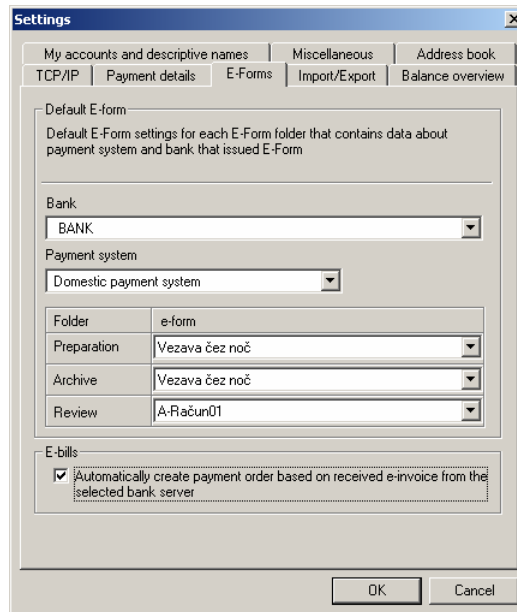 Settings
My accounts and descriptive names Miscellaneous Address book
TCP/IP Payment details E-Forms Import/Export Balance overview
Default E-form
Default E-Form settings for each E-Form folder that contains data about
payment system and bank that issued E-Form
Bank
BANK
Payment system
Domestic payment system
Folder e-form
Preparation Vezava čez noč
Archive Vezava čez noč
Review A-Račun01
E-bills
Automatically create payment order based on received e-invoice from the
selected bank server
OK Cancel